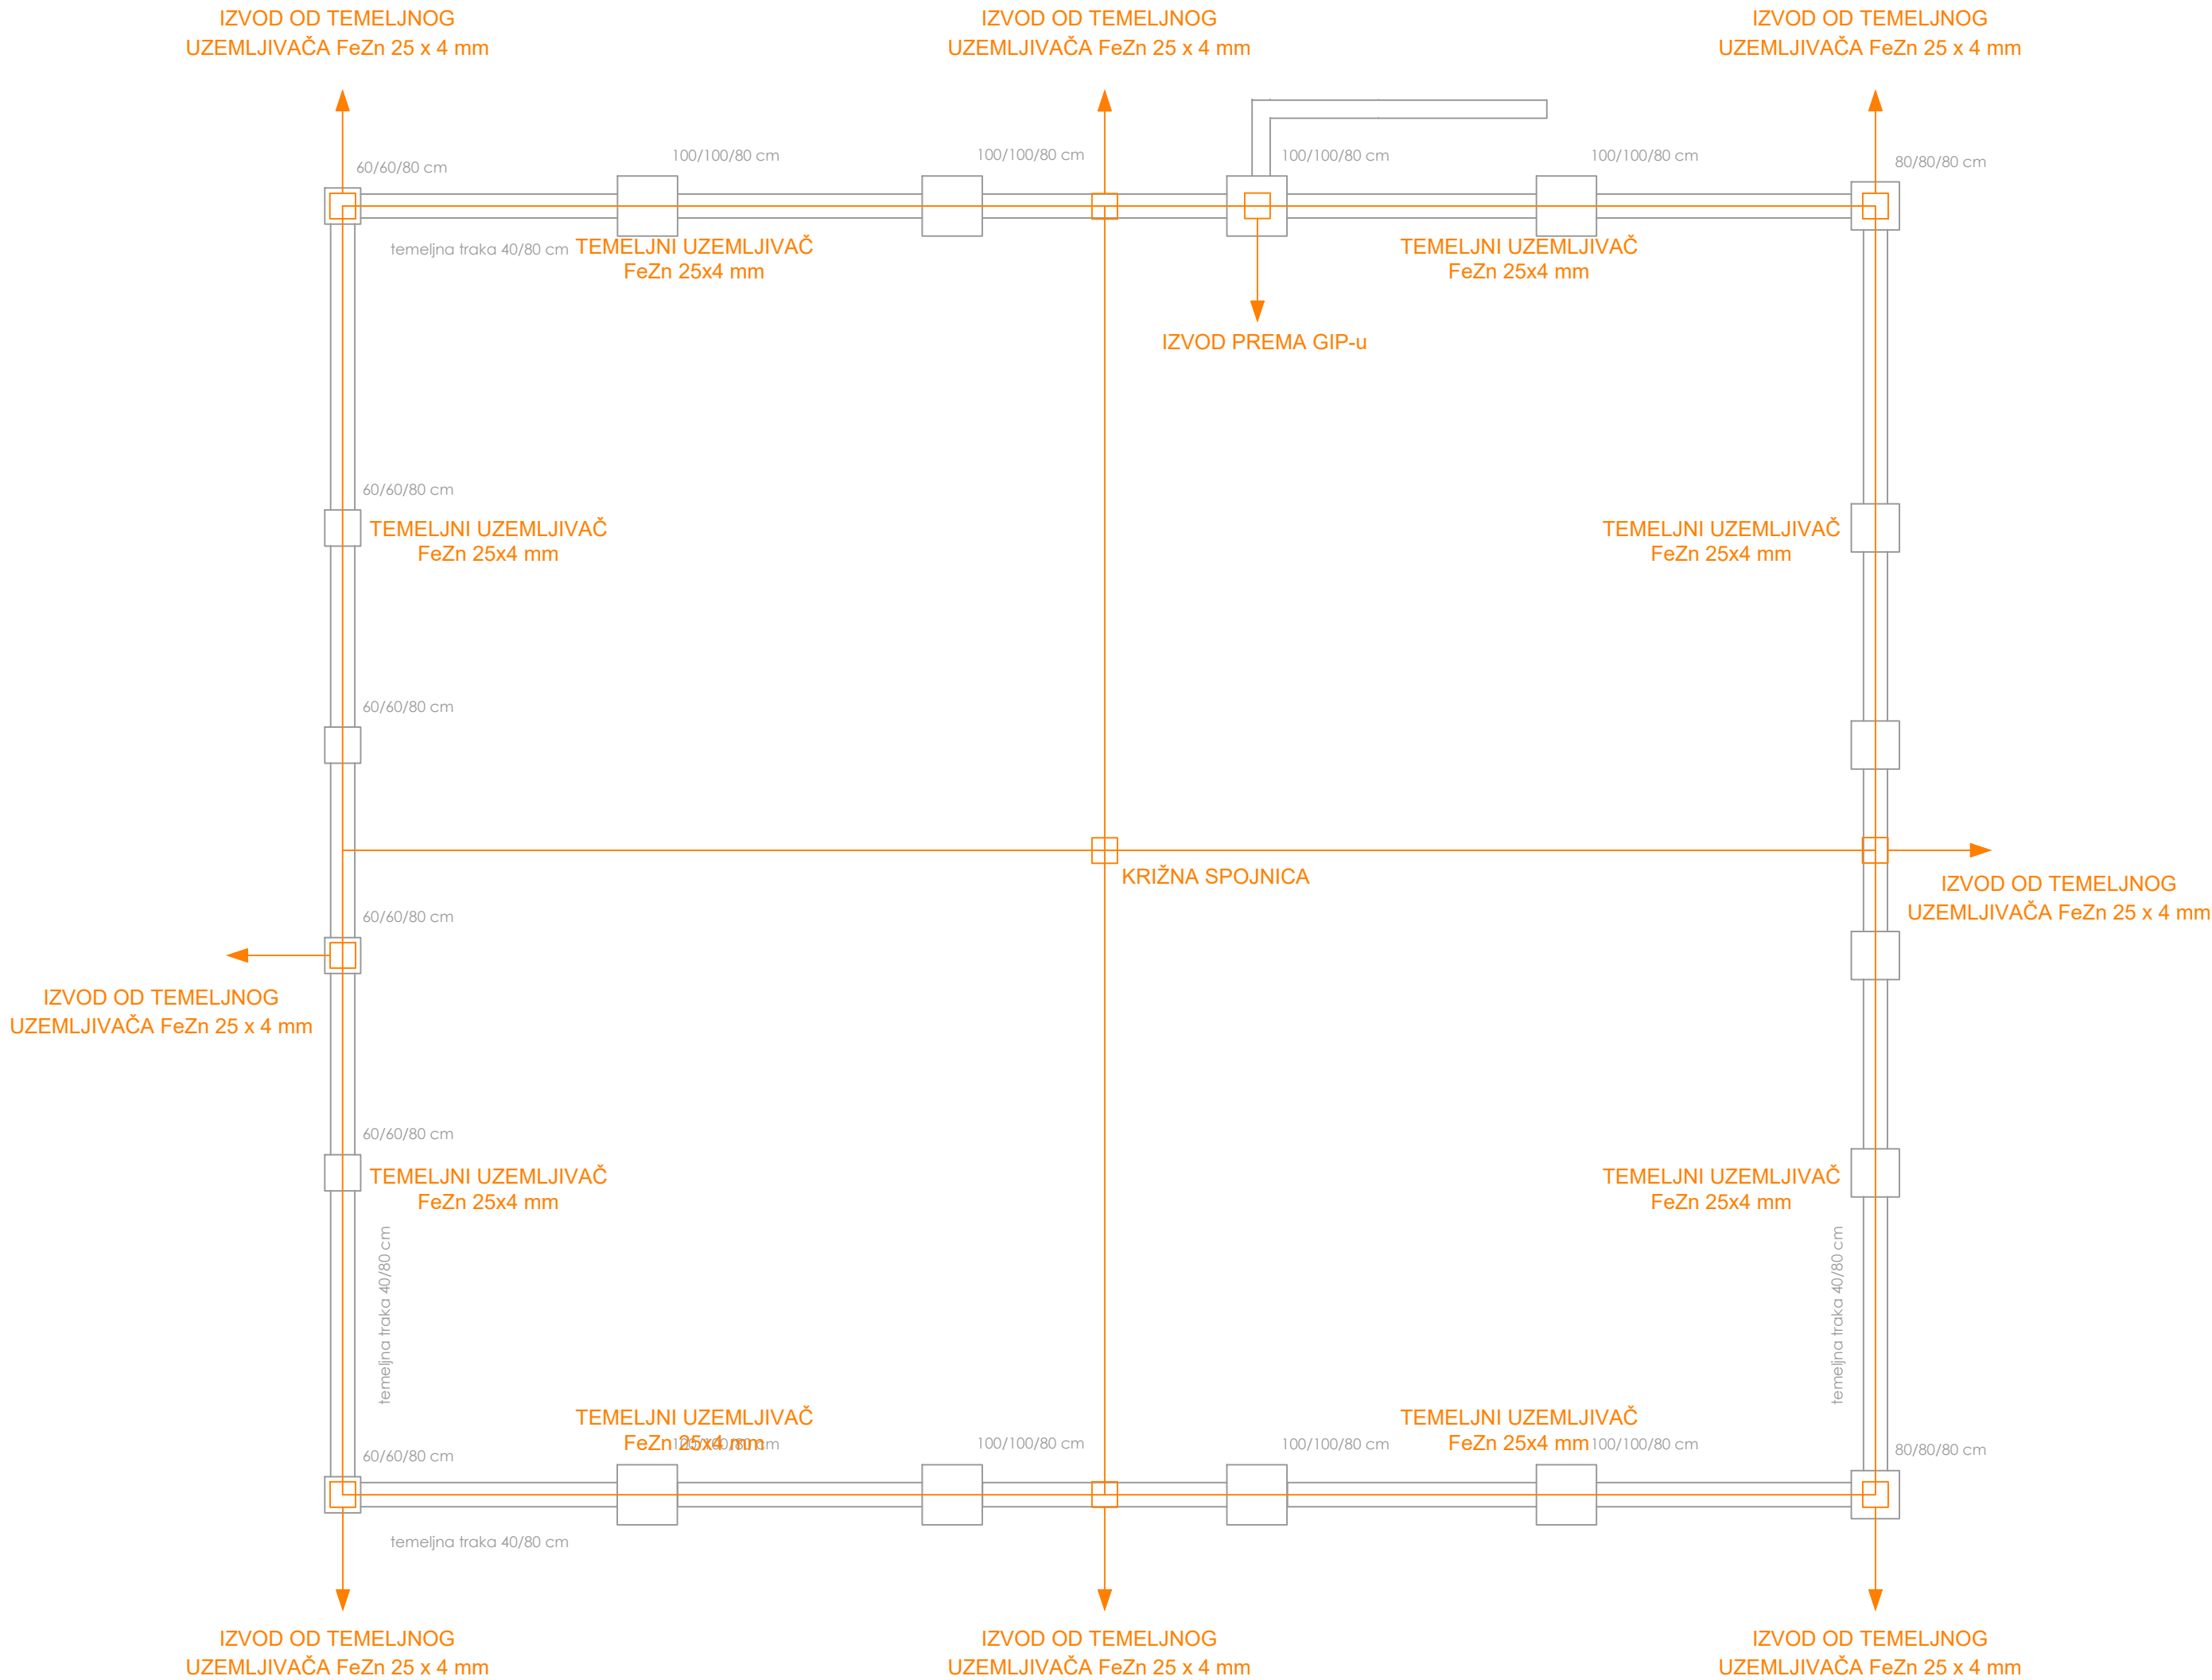 IZVOD OD TEMELJNOG
UZEMLJIVAČA FeZn 25 x 4 mm
IZVOD OD TEMELJNOG
UZEMLJIVAČA FeZn 25 x 4 mm
IZVOD OD TEMELJNOG
UZEMLJIVAČA FeZn 25 x 4 mm
60/60/80 cm
100/100/80 cm
100/100/80 cm
100/100/80 cm
100/100/80 cm
80/80/80 cm
temeljna traka 40/80 cm
TEMELJNI UZEMLJIVAČ
FeZn 25x4 mm
TEMELJNI UZEMLJIVAČ
FeZn 25x4 mm
IZVOD PREMA GIP-u
60/60/80 cm
TEMELJNI UZEMLJIVAČ
FeZn 25x4 mm
TEMELJNI UZEMLJIVAČ
FeZn 25x4 mm
60/60/80 cm
KRIŽNA SPOJNICA
IZVOD OD TEMELJNOG
UZEMLJIVAČA FeZn 25 x 4 mm
60/60/80 cm
IZVOD OD TEMELJNOG
UZEMLJIVAČA FeZn 25 x 4 mm
60/60/80 cm
TEMELJNI UZEMLJIVAČ
FeZn 25x4 mm
TEMELJNI UZEMLJIVAČ
FeZn 25x4 mm
temeljna traka 40/80 cm
temeljna traka 40/80 cm
TEMELJNI UZEMLJIVAČ
FeZn 25x4 mm
TEMELJNI UZEMLJIVAČ
FeZn 25x4 mm
60/60/80 cm
100/100/80 cm
100/100/80 cm
100/100/80 cm
100/100/80 cm
80/80/80 cm
temeljna traka 40/80 cm
IZVOD OD TEMELJNOG
UZEMLJIVAČA FeZn 25 x 4 mm
IZVOD OD TEMELJNOG
UZEMLJIVAČA FeZn 25 x 4 mm
IZVOD OD TEMELJNOG
UZEMLJIVAČA FeZn 25 x 4 mm